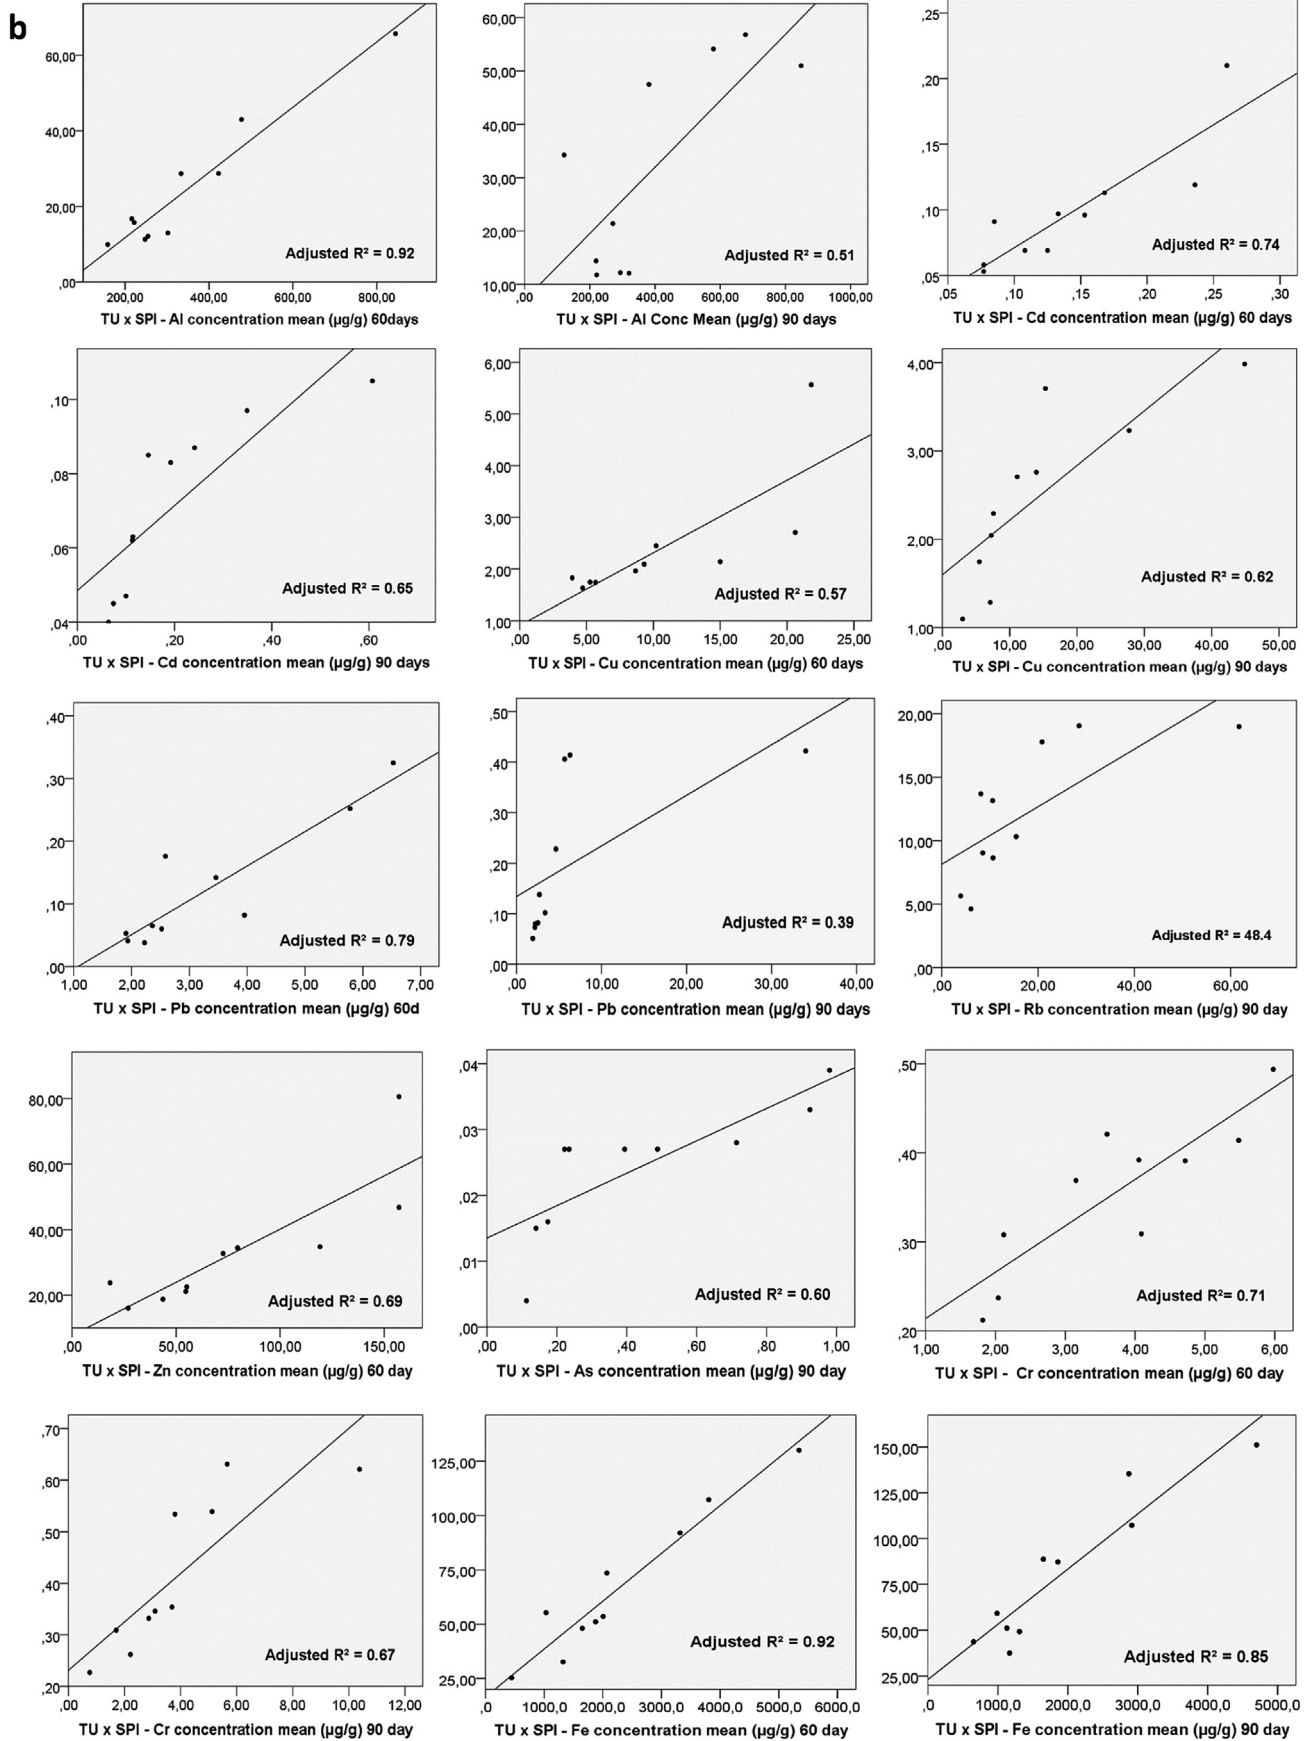 b
60,00
40,00
20,00
,00
200,00 400,00 600,00 800,00
Adjusted R² = 0.92
TU x SPI - Al concentration mean (µg/g) 60days
60,00
50,00
40,00
30,00
20,00
10,00
,00 200,00 400,00 600,00 800,00 1000,00
Adjusted R² = 0.51
TU x SPI - Al Conc Mean (µg/g) 90 days
,25
,20
,15
,10
,05
,05 ,10 ,15 ,20 ,25 ,30
Adjusted R² = 0.74
TU x SPI - Cd concentration mean (µg/g) 60 days
,10
,08
,06
,04
,00 ,20 ,40 ,60
Adjusted R² = 0.65
TU x SPI - Cd concentration mean (µg/g) 90 days
6,00
5,00
4,00
3,00
2,00
1,00
,00 5,00 10,00 15,00 20,00 25,00
Adjusted R² = 0.57
TU x SPI - Cu concentration mean (µg/g) 60 days
4,00
3,00
2,00
1,00
,00 10,00 20,00 30,00 40,00 50,00
Adjusted R² = 0.62
TU x SPI - Cu concentration mean (µg/g) 90 days
,40
,30
,20
,10
,00
1,00 2,00 3,00 4,00 5,00 6,00 7,00
Adjusted R² = 0.79
TU x SPI - Pb concentration mean (µg/g) 60d
,50
,40
,30
,20
,10
,00
,00 10,00 20,00 30,00 40,00
Adjusted R² = 0.39
TU x SPI - Pb concentration mean (µg/g) 90 days
20,00
15,00
10,00
5,00
,00
,00 20,00 40,00 60,00
Adjusted R² = 48.4
TU x SPI - Rb concentration mean (µg/g) 90 day
80,00
60,00
40,00
20,00
,00 50,00 100,00 150,00
Adjusted R² = 0.69
TU x SPI - Zn concentration mean (µg/g) 60 day
,04
,03
,02
,01
,00
,00 ,20 ,40 ,60 ,80 1,00
Adjusted R² = 0.60
TU x SPI - As concentration mean (µg/g) 90 day
,50
,40
,30
,20
1,00 2,00 3,00 4,00 5,00 6,00
Adjusted R²= 0.71
TU x SPI - Cr concentration mean (µg/g) 60 day
,70
,60
,50
,40
,30
,20
,00 2,00 4,00 6,00 8,00 10,00 12,00
Adjusted R² = 0.67
TU x SPI - Cr concentration mean (µg/g) 90 day
125,00
100,00
75,00
50,00
25,00
,0 1000,0 2000,0 3000,0 4000,0 5000,0 6000,0
Adjusted R² = 0.92
TU x SPI - Fe concentration mean (µg/g) 60 day
150,00
125,00
100,00
75,00
50,00
25,00
,0 1000,0 2000,0 3000,0 4000,0 5000,0
Adjusted R² = 0.85
TU x SPI - Fe concentration mean (µg/g) 90 day